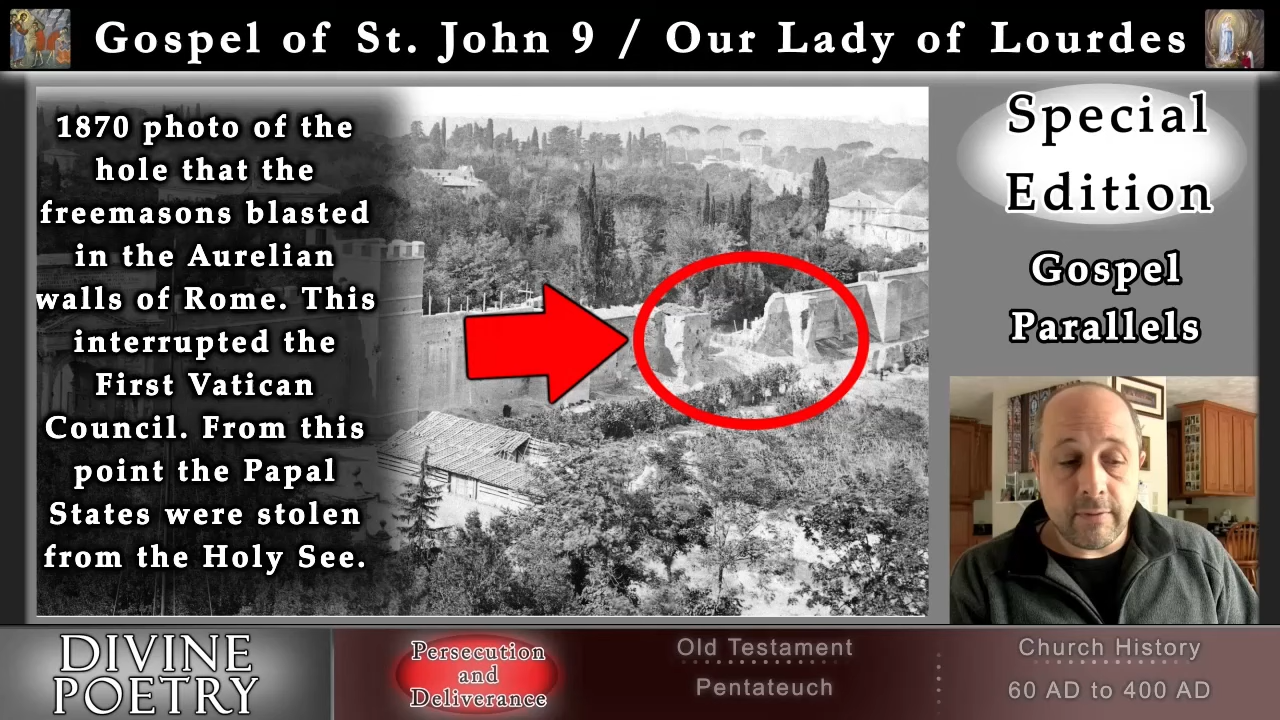 Gospel of St. John 9 / Our Lady of Lourdes
1870 photo of the
hole that the
freemasons blasted
in the Aurelian
walls of Rome. This
interrupted the
First Vatican
Council. From this
point the Papal
States were stolen
from the Holy See.
Special
Edition
Gospel
Parallels
DIVINE
POETRY
Persecution
and
Deliverance
Old Testament
Pentateuch
Church History
60 AD to 400 AD